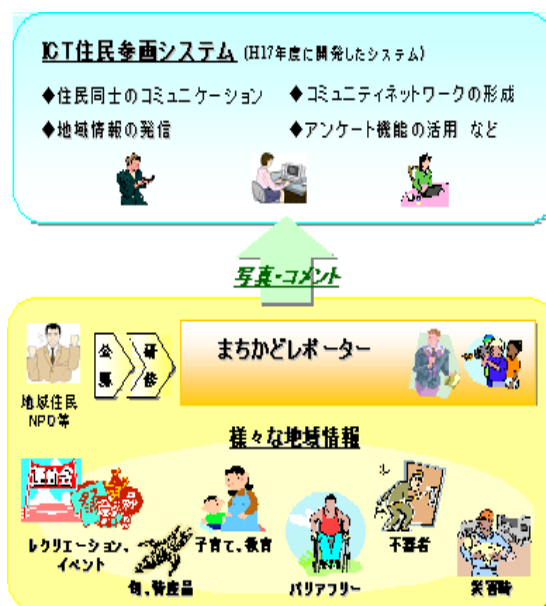 ICT住民参画システム (H17年度に開発したシステム)
◆住民同士のコミュニケーション ◆コミュニティネットワークの形成
◆地域情報の発信 ◆アンケート機能の活用 など
写真・コメント
公募 研修 まちかどレポーター
地域住民
NPO等
様々な地域情報
運動会
レクリエーション、
イベント
旬、特産品
子育て、教育
バリアフリー
不審者
災害時